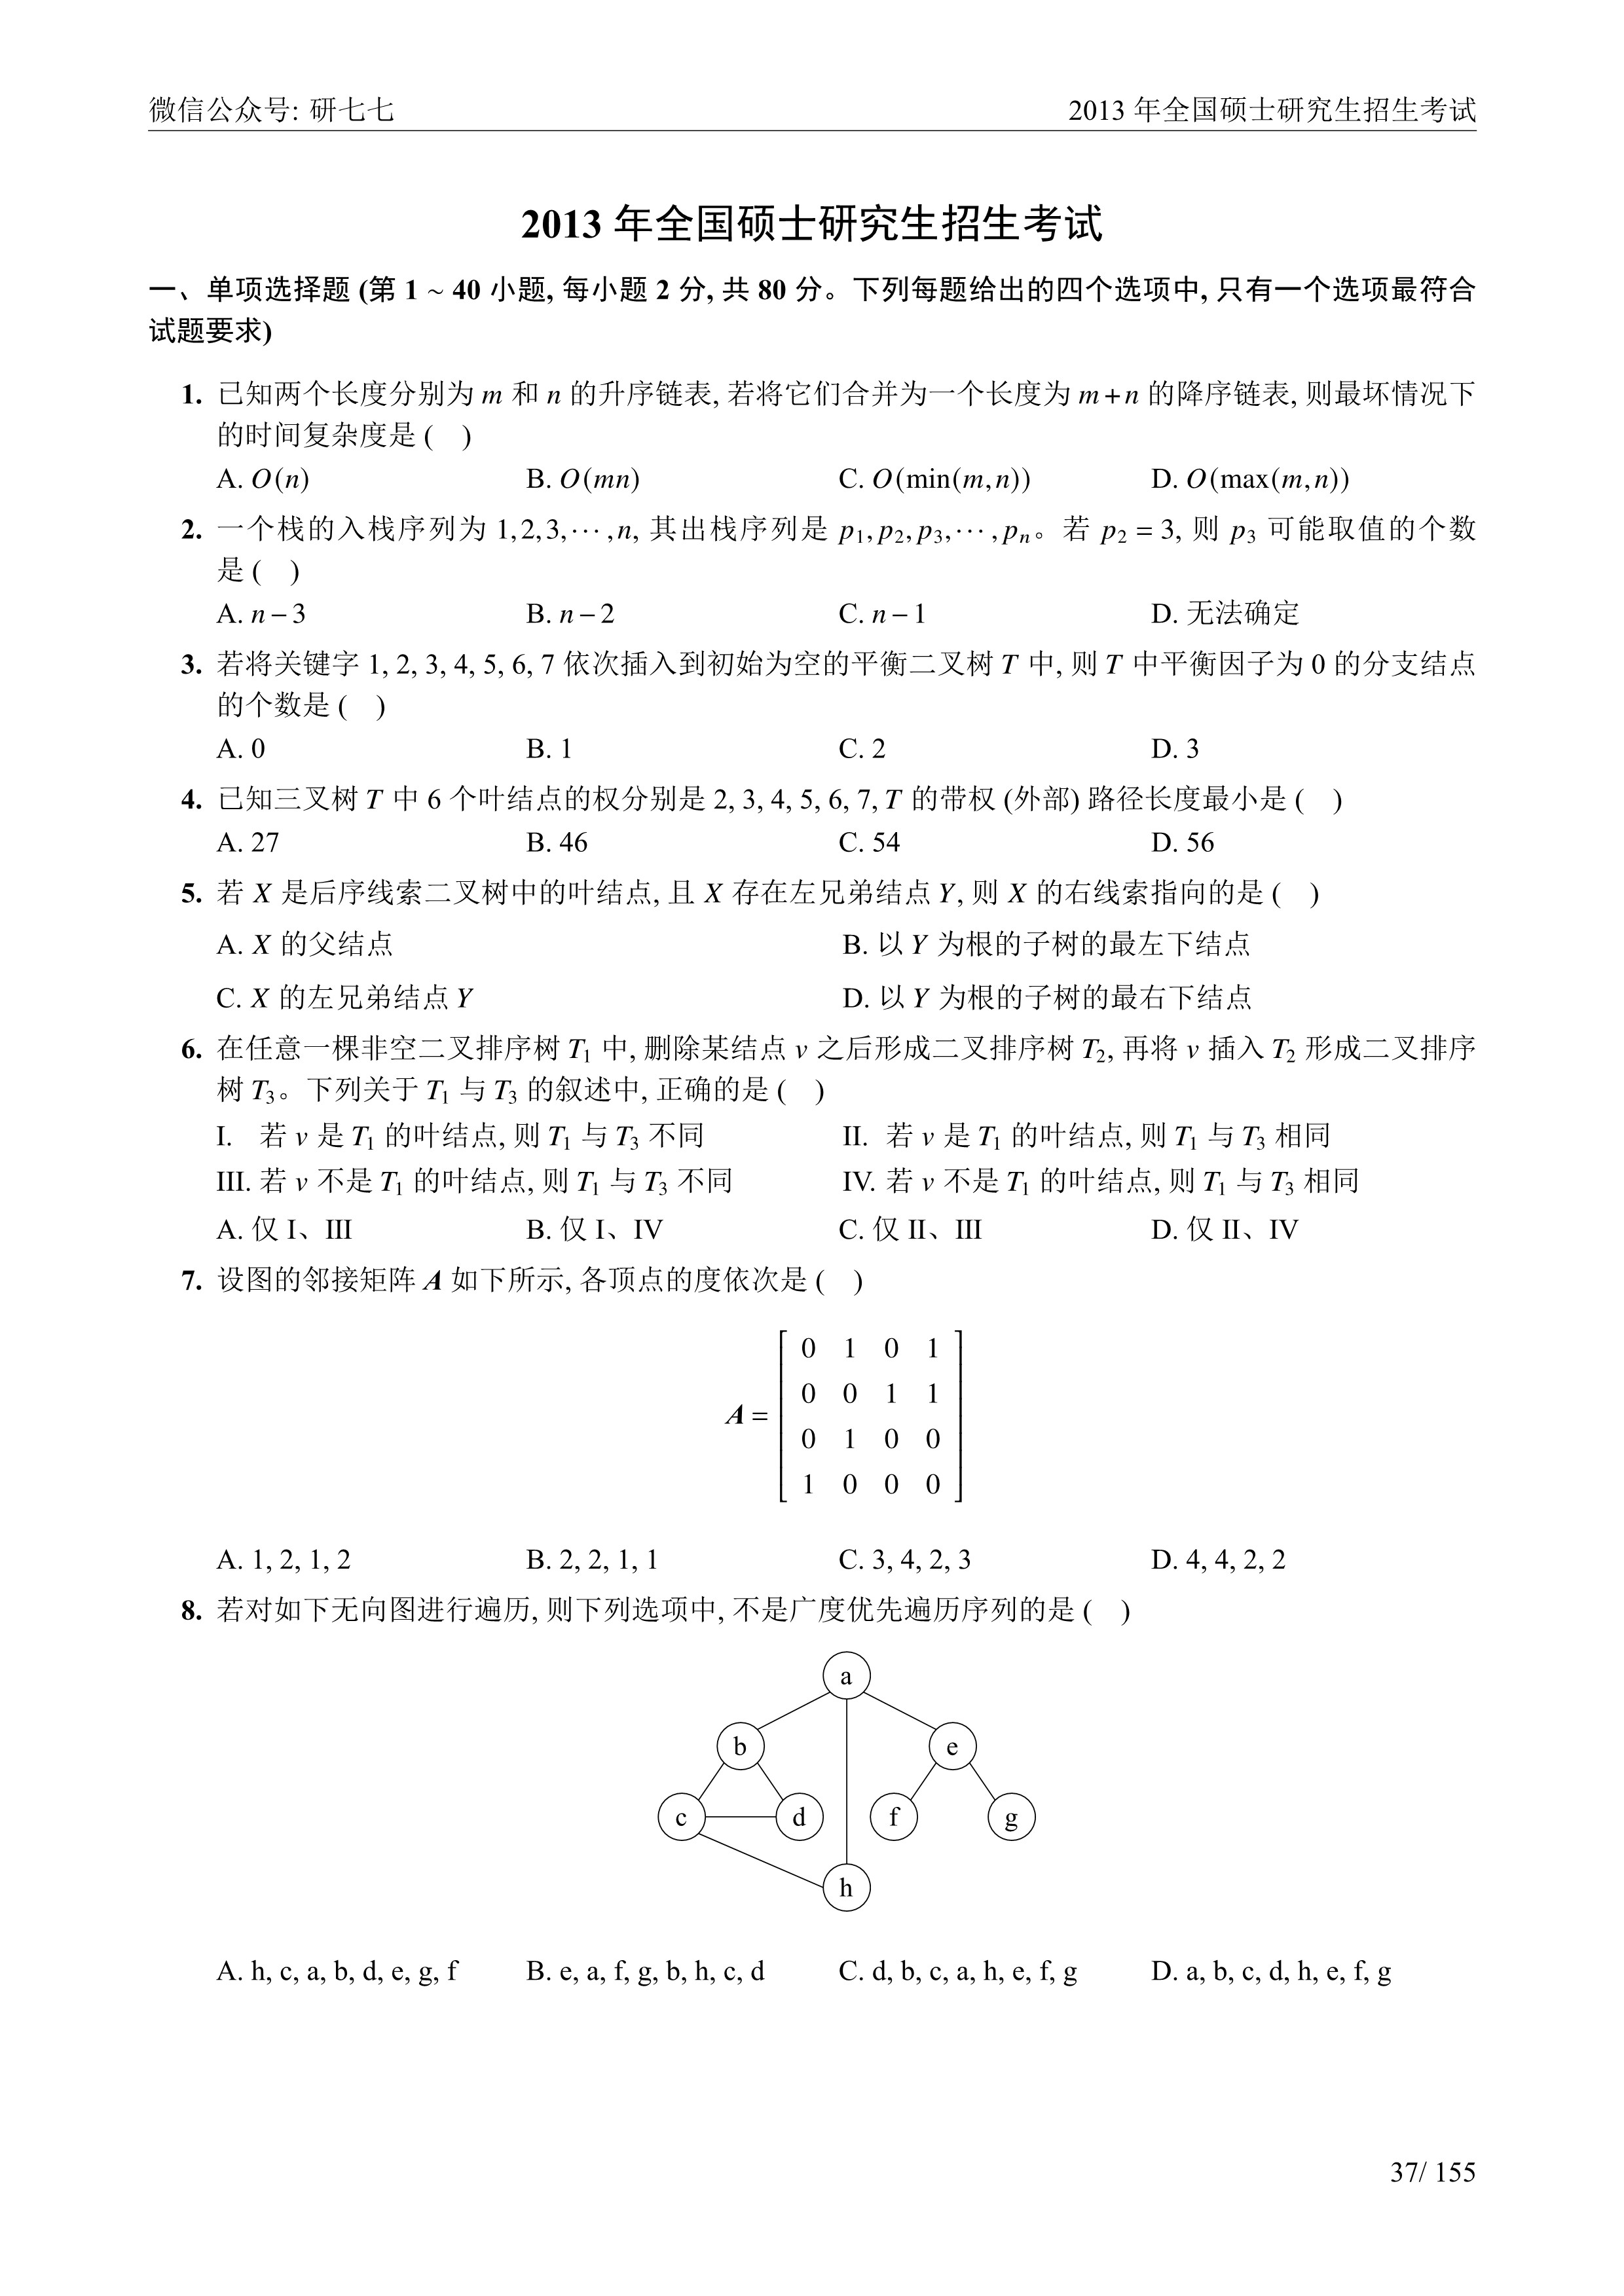 微信公众号: 研七七 2013 年全国硕士研究生招生考试
2013 年全国硕士研究生招生考试
一、单项选择题 (第 1 ~ 40 小题, 每小题 2 分, 共 80 分。下列每题给出的四个选项中, 只有一个选项最符合
试题要求)
1. 已知两个长度分别为 m 和 n 的升序链表, 若将它们合并为一个长度为 m+n 的降序链表, 则最坏情况下
的时间复杂度是 ( )
A. O(n) B. O(mn) C. O(min(m,n)) D. O(max(m,n))
2. 一个栈的入栈序列为 1,2,3,⋯,n, 其出栈序列是 p₁,p₂,p₃,⋯,pₙ。若 p₂ = 3, 则 p₃ 可能取值的个数
是 ( )
A. n−3 B. n−2 C. n−1 D. 无法确定
3. 若将关键字 1, 2, 3, 4, 5, 6, 7 依次插入到初始为空的平衡二叉树 T 中, 则 T 中平衡因子为 0 的分支结点
的个数是 ( )
A. 0 B. 1 C. 2 D. 3
4. 已知三叉树 T 中 6 个叶结点的权分别是 2, 3, 4, 5, 6, 7, T 的带权 (外部) 路径长度最小是 ( )
A. 27 B. 46 C. 54 D. 56
5. 若 X 是后序线索二叉树中的叶结点, 且 X 存在左兄弟结点 Y, 则 X 的右线索指向的是 ( )
A. X 的父结点 B. 以 Y 为根的子树的最左下结点
C. X 的左兄弟结点 Y D. 以 Y 为根的子树的最右下结点
6. 在任意一棵非空二叉排序树 T₁ 中, 删除某结点 v 之后形成二叉排序树 T₂, 再将 v 插入 T₂ 形成二叉排序
树 T₃。下列关于 T₁ 与 T₃ 的叙述中, 正确的是 ( )
I. 若 v 是 T₁ 的叶结点, 则 T₁ 与 T₃ 不同 II. 若 v 是 T₁ 的叶结点, 则 T₁ 与 T₃ 相同
III. 若 v 不是 T₁ 的叶结点, 则 T₁ 与 T₃ 不同 IV. 若 v 不是 T₁ 的叶结点, 则 T₁ 与 T₃ 相同
A. 仅 I、III B. 仅 I、IV C. 仅 II、III D. 仅 II、IV
7. 设图的邻接矩阵 A 如下所示, 各顶点的度依次是 ( )
0 1 0 1
0 0 1 1
A =
0 1 0 0
1 0 0 0
A. 1, 2, 1, 2 B. 2, 2, 1, 1 C. 3, 4, 2, 3 D. 4, 4, 2, 2
8. 若对如下无向图进行遍历, 则下列选项中, 不是广度优先遍历序列的是 ( )
a
b e
c d f g
h
A. h, c, a, b, d, e, g, f B. e, a, f, g, b, h, c, d C. d, b, c, a, h, e, f, g D. a, b, c, d, h, e, f, g
37/ 155